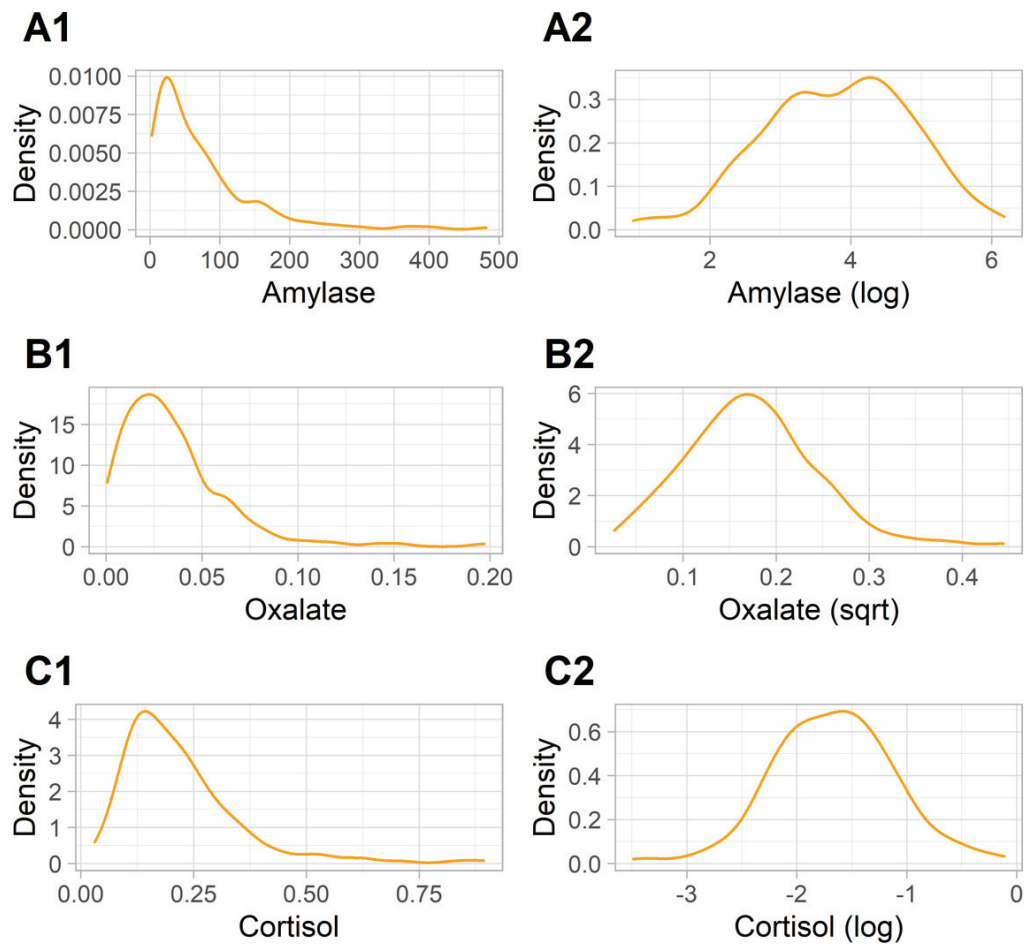 A1
Density
0.0100
0.0075
0.0050
0.0025
0.0000
0 100 200 300 400 500
Amylase
A2
Density
0.3
0.2
0.1
0.0
2 4 6
Amylase (log)
B1
Density
15
10
5
0
0.00 0.05 0.10 0.15 0.20
Oxalate
B2
Density
6
4
2
0
0.1 0.2 0.3 0.4
Oxalate (sqrt)
C1
Density
4
3
2
1
0
0.00 0.25 0.50 0.75
Cortisol
C2
Density
0.6
0.4
0.2
0.0
-3 -2 -1 0
Cortisol (log)